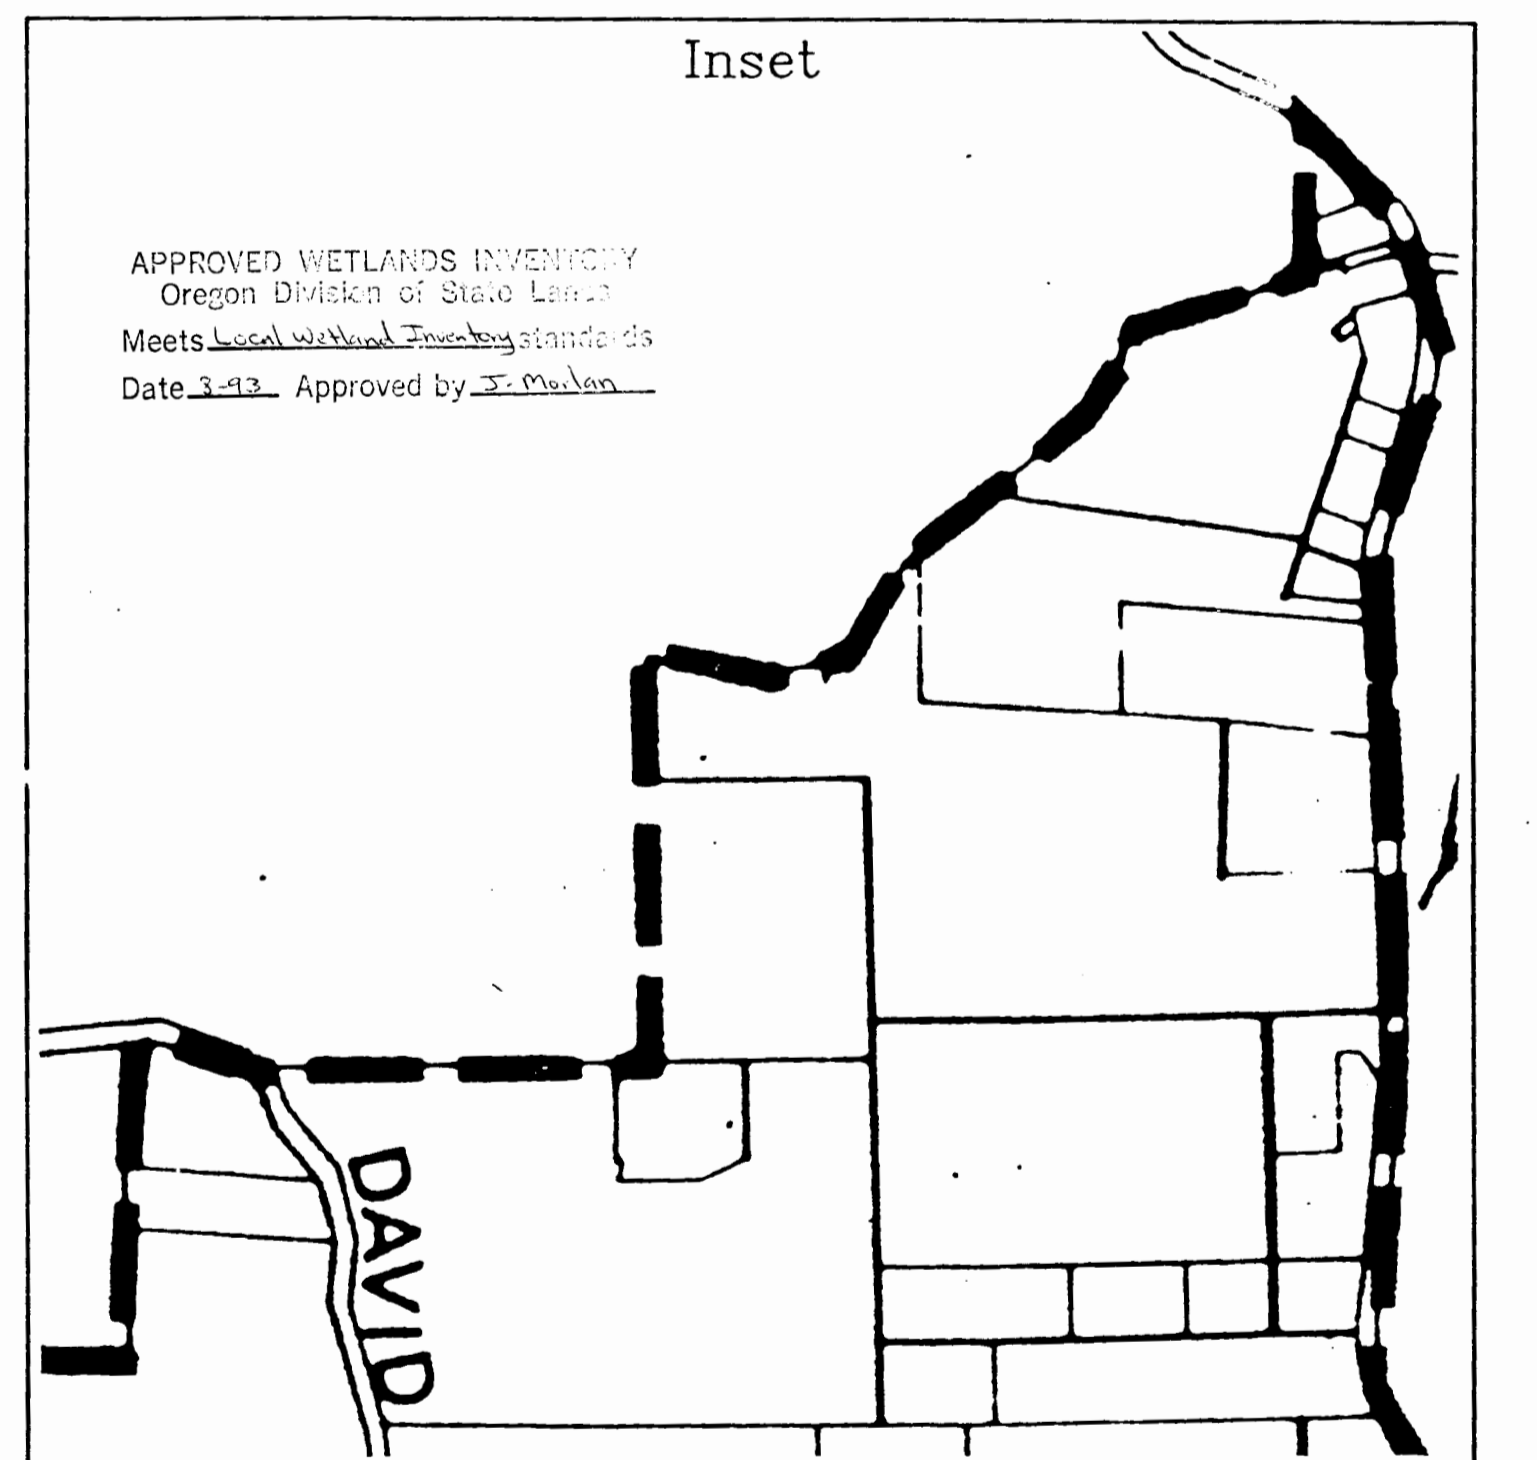 Inset
APPROVED WETLANDS INVENTORY
Oregon Division of State Lands
Meets Local Wetland Inventory standards
Date 3-93 Approved by J. Morlan
DAVID